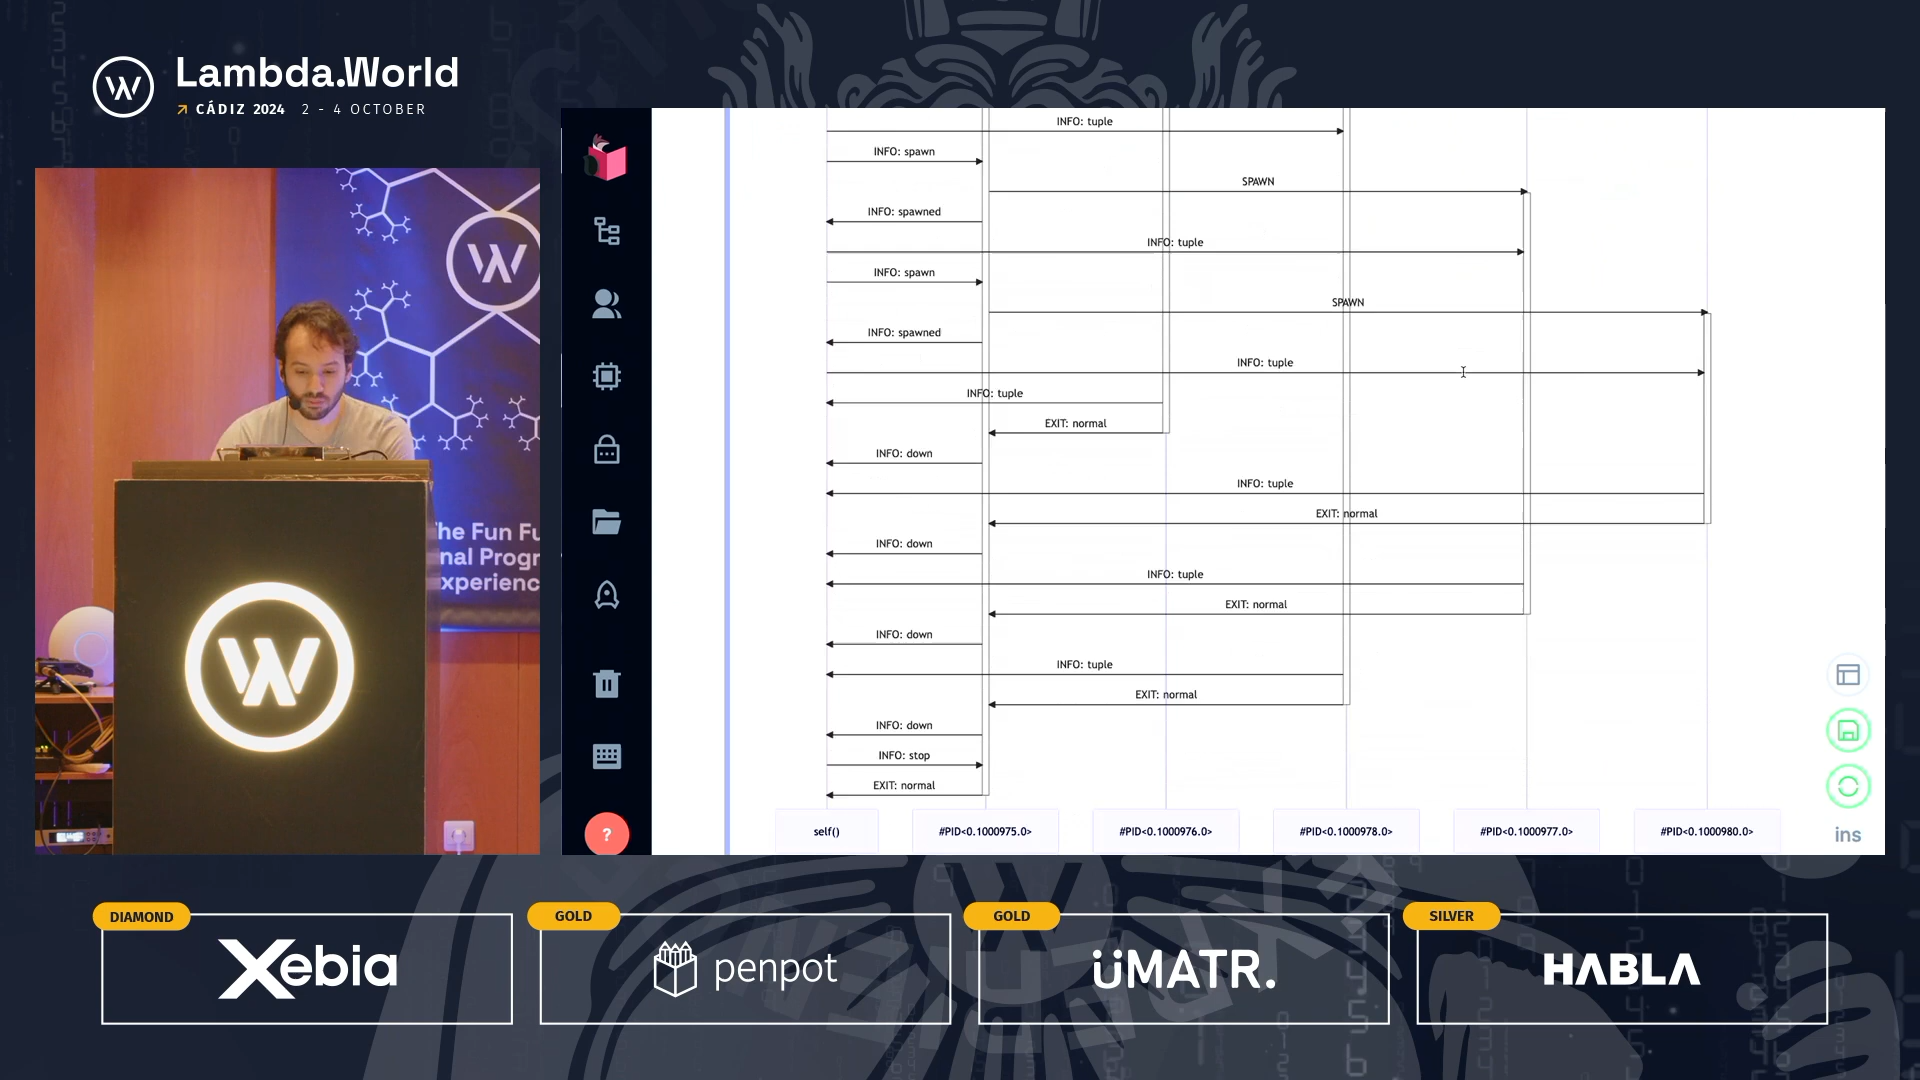 Lambda.World
CÁDIZ 2024 2 - 4 OCTOBER
The Fun Fu
nal Progr
xperienc
INFO: tuple
INFO: spawn
SPAWN
INFO: spawned
INFO: tuple
INFO: spawn
SPAWN
INFO: spawned
INFO: tuple
INFO: tuple
EXIT: normal
INFO: down
INFO: tuple
EXIT: normal
INFO: down
INFO: tuple
EXIT: normal
INFO: down
INFO: tuple
EXIT: normal
INFO: down
INFO: stop
EXIT: normal
self() #PID<0.1000975.0> #PID<0.1000976.0> #PID<0.1000978.0> #PID<0.1000977.0> #PID<0.1000980.0>
?
ins
DIAMOND
Xebia
GOLD
penpot
GOLD
üMATR.
SILVER
HABLA